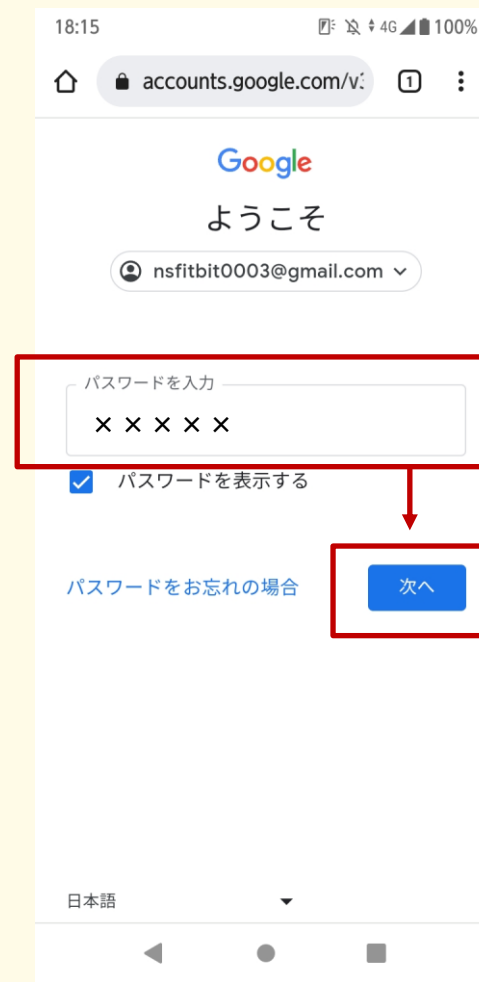 18:15 4G 100%
accounts.google.com/v3 1
Google
ようこそ
nsfitbit0003@gmail.com
パスワードを入力
×××××
パスワードを表示する
パスワードをお忘れの場合 次へ
日本語